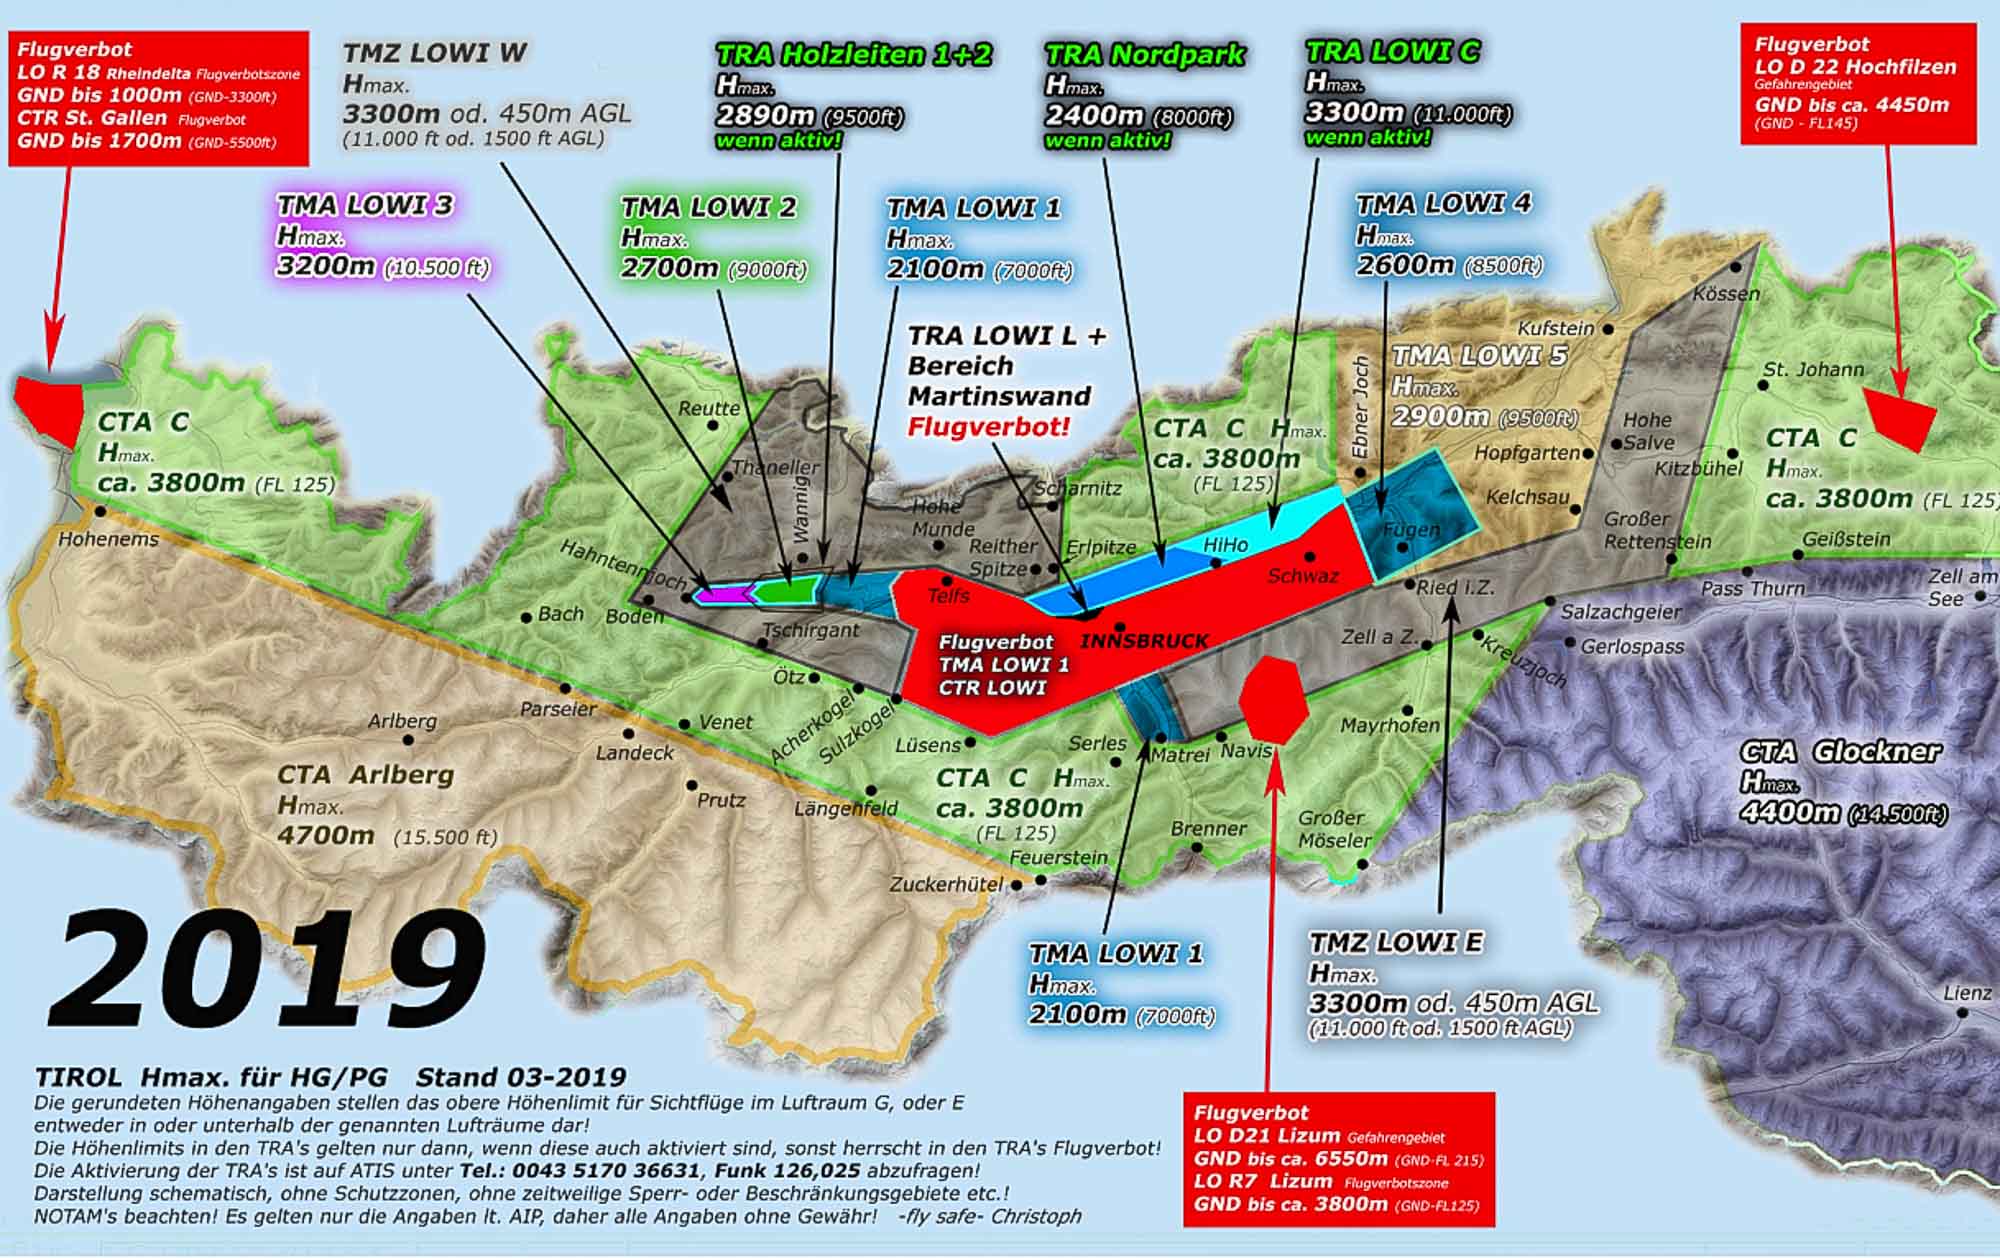 Flugverbot
LO R 18 Rheindelta Flugverbotszone
GND bis 1000m (GND-3300ft)
CTR St. Gallen Flugverbot
GND bis 1700m (GND-5500ft)
TMZ LOWI W
Hmax.
3300m od. 450m AGL
(11.000 ft od. 1500 ft AGL)
TRA Holzleiten 1+2
Hmax.
2890m (9500ft)
wenn aktiv!
TRA Nordpark
Hmax.
2400m (8000ft)
wenn aktiv!
TRA LOWI C
Hmax.
3300m (11.000ft)
wenn aktiv!
Flugverbot
LO D 22 Hochfilzen
Gefahrengebiet
GND bis ca. 4450m
(GND - FL145)
TMA LOWI 3
Hmax.
3200m (10.500 ft)
TMA LOWI 2
Hmax.
2700m (9000ft)
TMA LOWI 1
Hmax.
2100m (7000ft)
TMA LOWI 4
Hmax.
2600m (8500ft)
TRA LOWI L +
Bereich
Martinswand
Flugverbot!
Kössen
Kufstein
TMA LOWI 5
Hmax.
2900m (9500ft)
Ebner Joch
St. Johann
CTA C
Hmax.
ca. 3800m (FL 125)
Reutte
CTA C Hmax.
ca. 3800m
(FL 125)
Hohe
Salve
Hopfgarten
Kitzbühel
CTA C
Hmax.
ca. 3800m (FL 125)
Thaneller
Wannig
Scharnitz
Kelchsau
Hohe
Munde
Großer
Rettenstein
Fügen
Geißstein
Hohenems
Hahntennjoch
Reither
Spitze
Erlpitze
HiHo
Schwaz
Ried i.Z.
Pass Thurn
Zell am
See
Telfs
Bach
Boden
Tschirgant
INNSBRUCK
Zell a Z.
Salzachgeier
Gerlospass
Kreuzjoch
Flugverbot
TMA LOWI 1
CTR LOWI
Ötz
Parseier
Acherkogel
Sulzkogel
Arlberg
Venet
Landeck
Lüsens
Serles
Matrei
Navis
Mayrhofen
CTA Arlberg
Hmax.
4700m (15.500 ft)
Prutz
Längenfeld
CTA C Hmax.
ca. 3800m
(FL 125)
CTA Glockner
Hmax.
4400m (14.500ft)
Brenner
Großer
Möseler
Feuerstein
Zuckerhütel
2019
TMA LOWI 1
Hmax.
2100m (7000ft)
TMZ LOWI E
Hmax.
3300m od. 450m AGL
(11.000 ft od. 1500 ft AGL)
Lienz
TIROL Hmax. für HG/PG Stand 03-2019
Die gerundeten Höhenangaben stellen das obere Höhenlimit für Sichtflüge im Luftraum G, oder E
entweder in oder unterhalb der genannten Lufträume dar!
Die Höhenlimits in den TRA's gelten nur dann, wenn diese auch aktiviert sind, sonst herrscht in den TRA's Flugverbot!
Die Aktivierung der TRA's ist auf ATIS unter Tel.: 0043 5170 36631, Funk 126,025 abzufragen!
Darstellung schematisch, ohne Schutzzonen, ohne zeitweilige Sperr- oder Beschränkungsgebiete etc.!
NOTAM's beachten! Es gelten nur die Angaben lt. AIP, daher alle Angaben ohne Gewähr! -fly safe- Christoph
Flugverbot
LO D21 Lizum Gefahrengebiet
GND bis ca. 6550m (GND-FL 215)
LO R7 Lizum Flugverbotszone
GND bis ca. 3800m (GND-FL125)